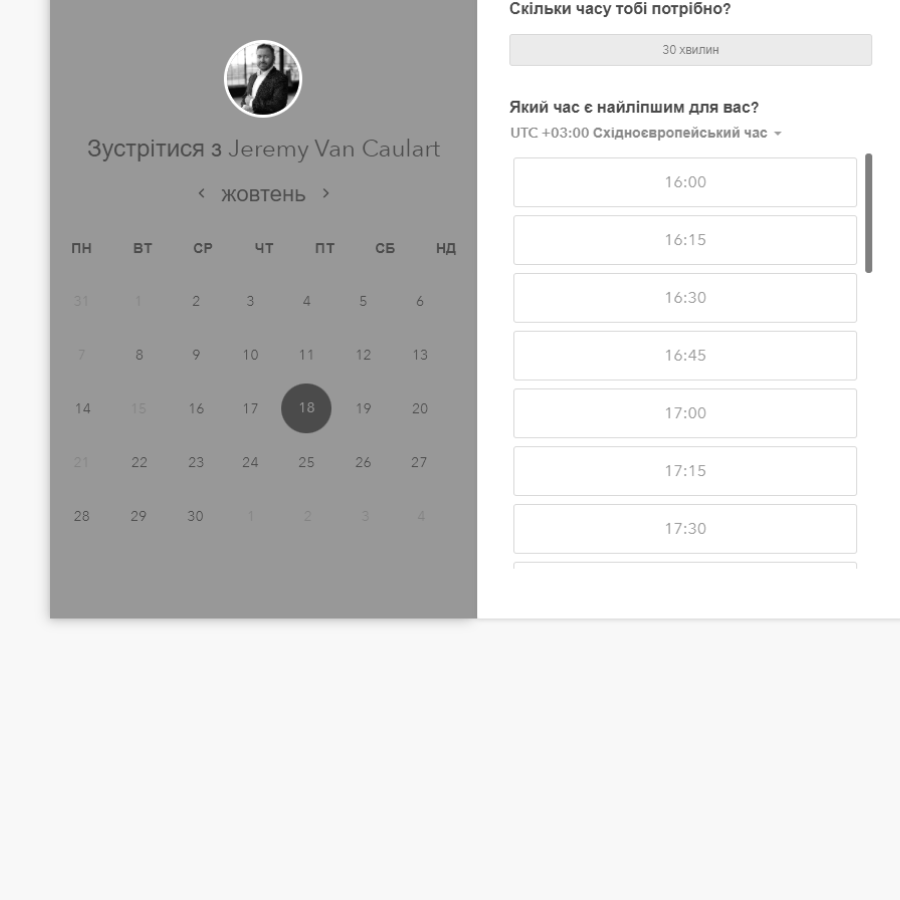 Зустрітися з Jeremy Van Caulart
жовтень
ПН ВТ СР ЧТ ПТ СБ НД
31 1 2 3 4 5 6
7 8 9 10 11 12 13
14 15 16 17 18 19 20
21 22 23 24 25 26 27
28 29 30 1 2 3 4
Скільки часу тобі потрібно?
30 хвилин
Який час є найліпшим для вас?
UTC +03:00 Східноєвропейський час
16:00
16:15
16:30
16:45
17:00
17:15
17:30